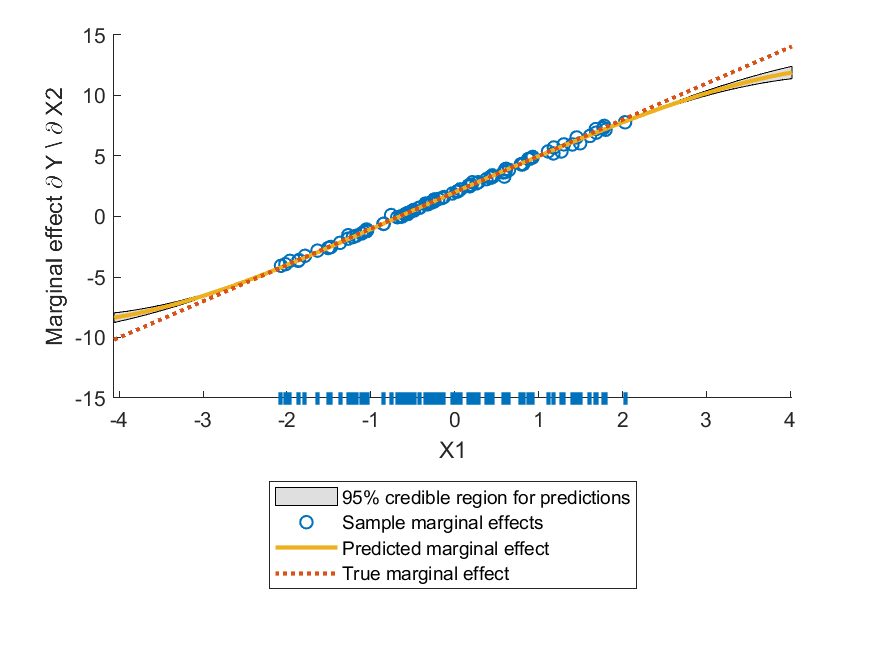 15
10
5
0
-5
-10
-15
Marginal effect ∂ Y \ ∂ X2
-4 -3 -2 -1 0 1 2 3 4
X1
95% credible region for predictions
Sample marginal effects
Predicted marginal effect
True marginal effect